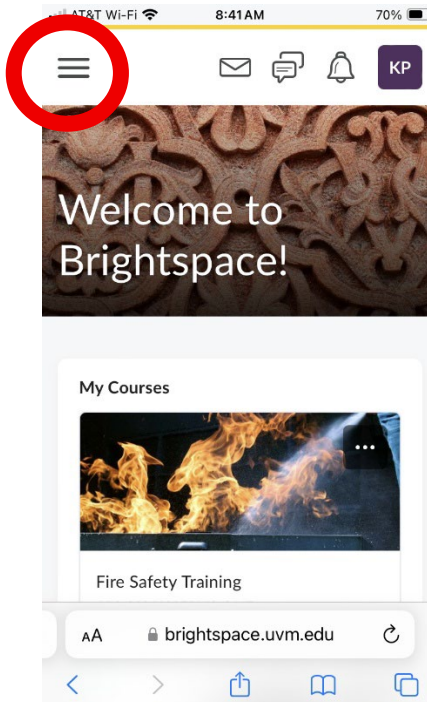 AT&T Wi-Fi 8:41 AM 70%
KP
Welcome to
Brightspace!
My Courses
Fire Safety Training
AA brightspace.uvm.edu